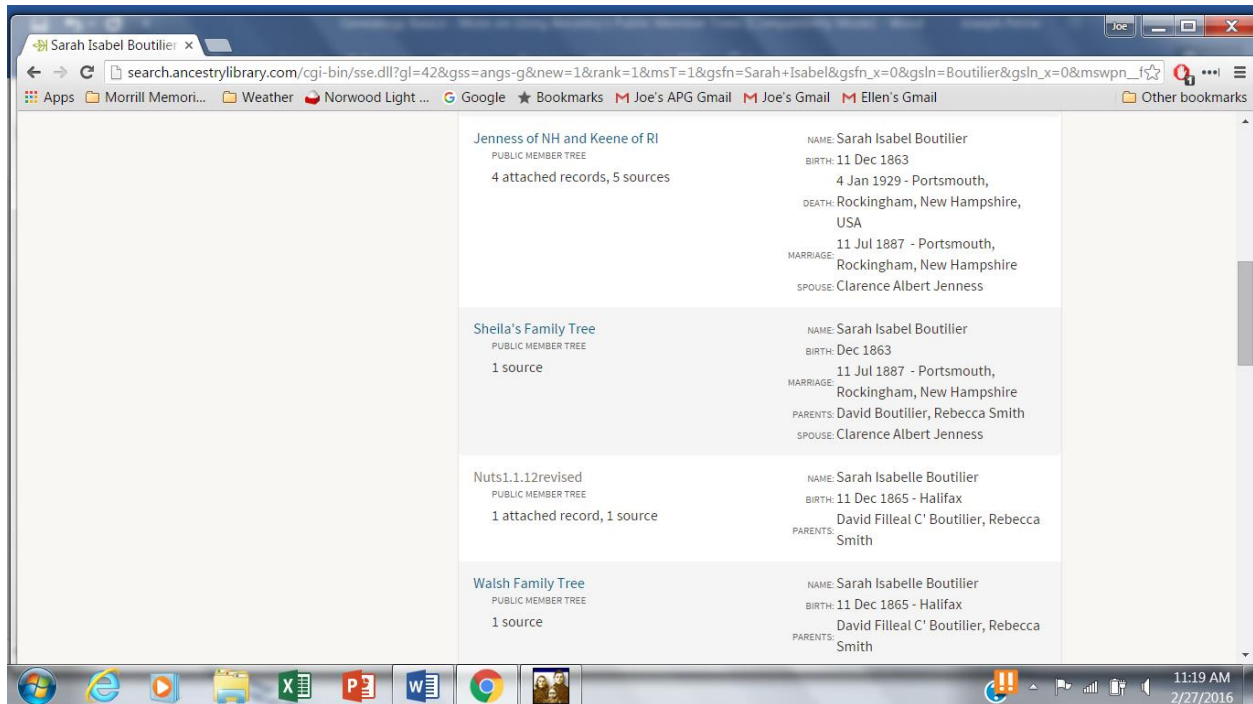 Joe
Sarah Isabel Boutilier ×
search.ancestrylibrary.com/cgi-bin/sse.dll?gl=42&gss=angs-g&new=1&rank=1&msT=1&gsfn=Sarah+Isabel&gsfn_x=0&gsln=Boutilier&gsln_x=0&mswpn__f
Apps Morrill Memori... Weather Norwood Light ... Google Bookmarks Joe's APG Gmail Joe's Gmail Ellen's Gmail Other bookmarks
Jenness of NH and Keene of RI
PUBLIC MEMBER TREE
4 attached records, 5 sources
NAME: Sarah Isabel Boutilier
BIRTH: 11 Dec 1863
4 Jan 1929 - Portsmouth,
DEATH: Rockingham, New Hampshire,
USA
11 Jul 1887 - Portsmouth,
MARRIAGE:
Rockingham, New Hampshire
SPOUSE: Clarence Albert Jenness
Sheila's Family Tree
PUBLIC MEMBER TREE
1 source
NAME: Sarah Isabel Boutilier
BIRTH: Dec 1863
11 Jul 1887 - Portsmouth,
MARRIAGE:
Rockingham, New Hampshire
PARENTS: David Boutilier, Rebecca Smith
SPOUSE: Clarence Albert Jenness
Nuts1.1.12revised
PUBLIC MEMBER TREE
1 attached record, 1 source
NAME: Sarah Isabelle Boutilier
BIRTH: 11 Dec 1865 - Halifax
David Filleal C' Boutilier, Rebecca
PARENTS:
Smith
Walsh Family Tree
PUBLIC MEMBER TREE
1 source
NAME: Sarah Isabelle Boutilier
BIRTH: 11 Dec 1865 - Halifax
David Filleal C' Boutilier, Rebecca
PARENTS:
Smith
11:19 AM
2/27/2016